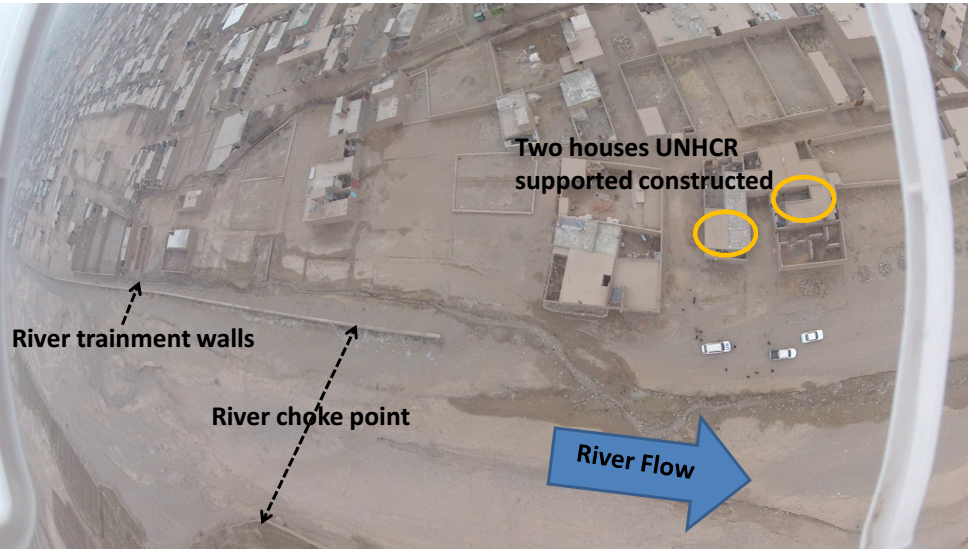 Two houses UNHCR
supported constructed
River trainment walls
River choke point
River Flow